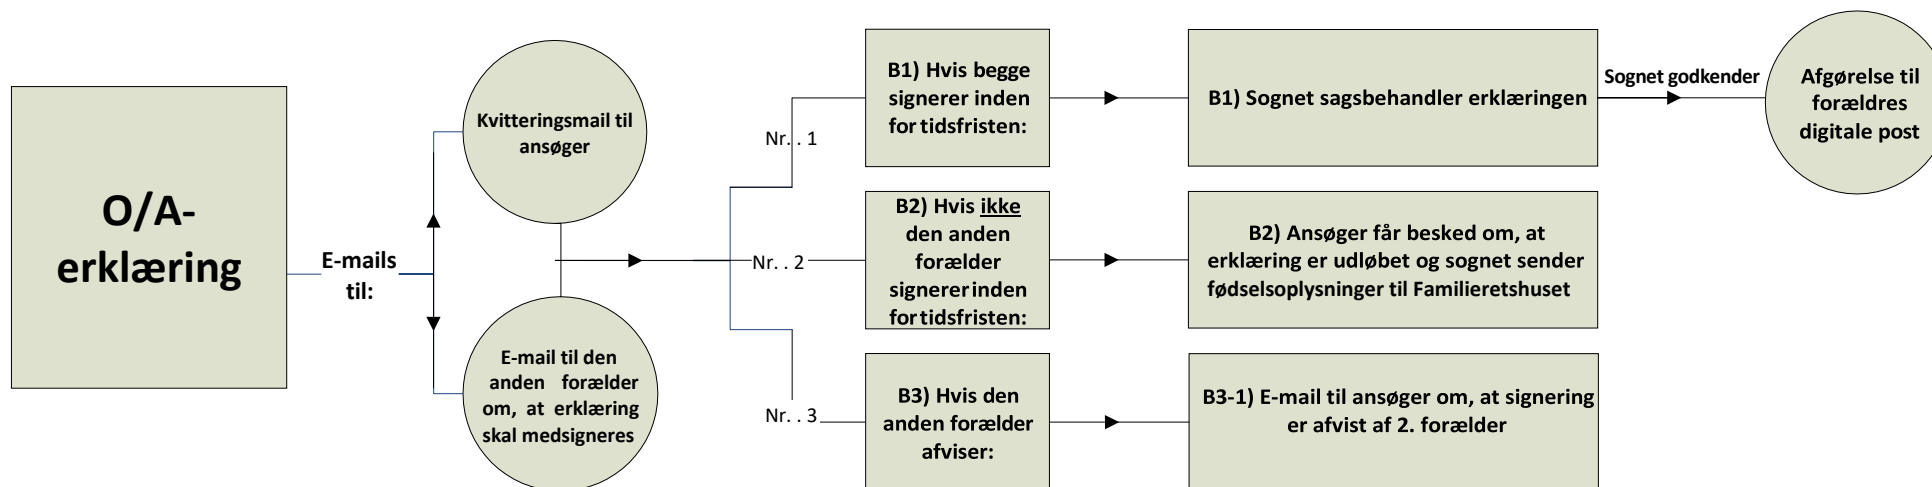 O/A-
erklæring
E-mails
til:
Kvitteringsmail til
ansøger
E-mail til den
anden forælder
om, at erklæring
skal medsigneres
Nr. . 1
B1) Hvis begge
signerer inden
for tidsfristen:
B1) Sognet sagsbehandler erklæringen
Sognet godkender
Afgørelse til
forældres
digitale post
Nr. . 2
B2) Hvis ikke
den anden
forælder
signerer inden
for tidsfristen:
B2) Ansøger får besked om, at
erklæring er udløbet og sognet sender
fødselsoplysninger til Familieretshuset
Nr. . 3
B3) Hvis den
anden forælder
afviser:
B3-1) E-mail til ansøger om, at signering
er afvist af 2. forælder